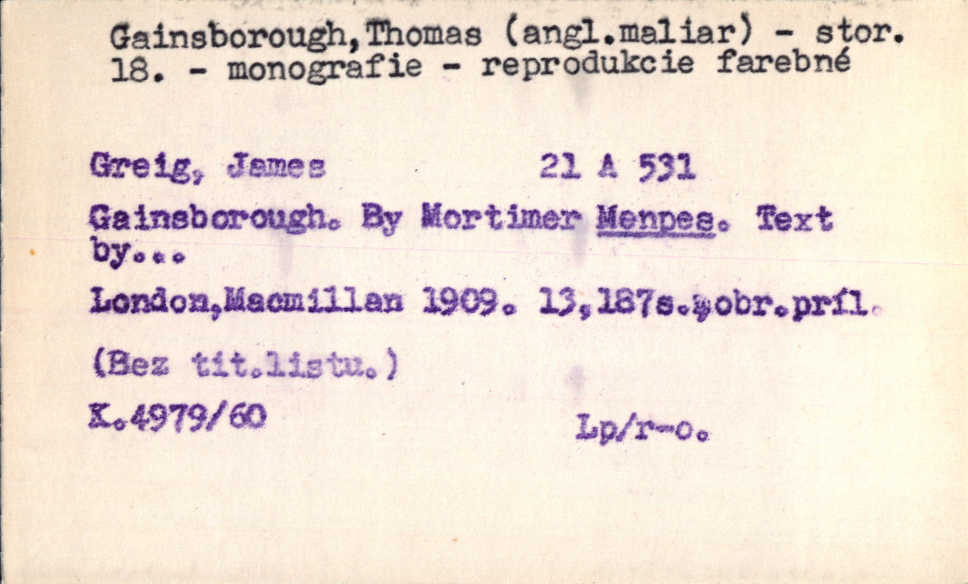 Gainsborough,Thomas (angl.maliar) - stor.
18. - monografie - reprodukcie farebné
Greig, James 21 A 531
Gainsborough. By Mortimer Menpes. Text
by...
London,Macmillan 1909. 13,187s.,obr.príl.
(Bez tit.listu.)
K.4979/60 Lp/r-o.